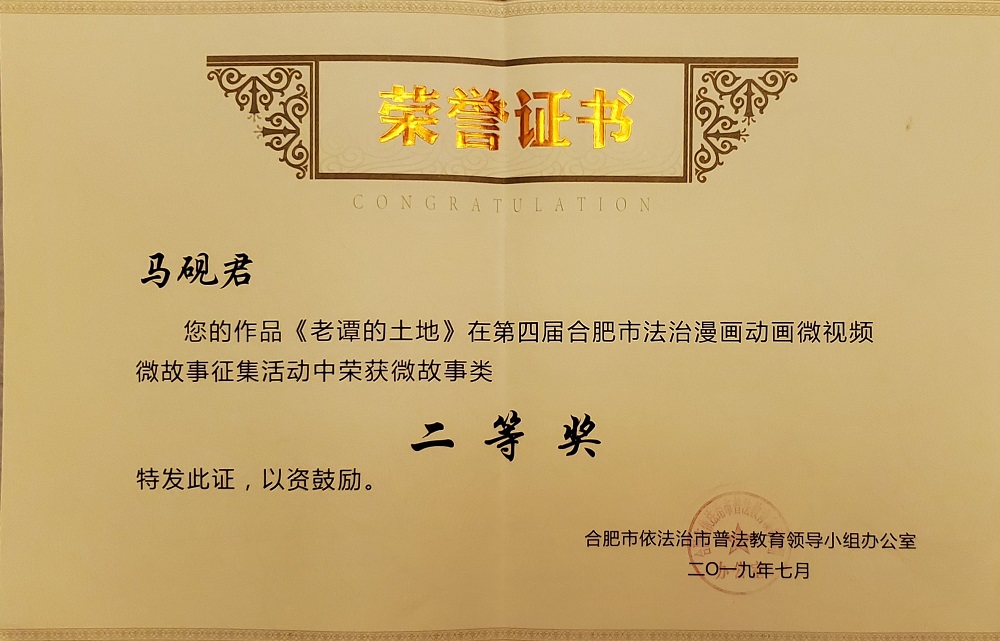 荣誉证书
CONGRATULATION
马砚君
您的作品《老谭的土地》在第四届合肥市法治漫画动画微视频
微故事征集活动中荣获微故事类
二等奖
特发此证，以资鼓励。
合肥市依法治市普法教育领导小组办公室
二〇一九年七月